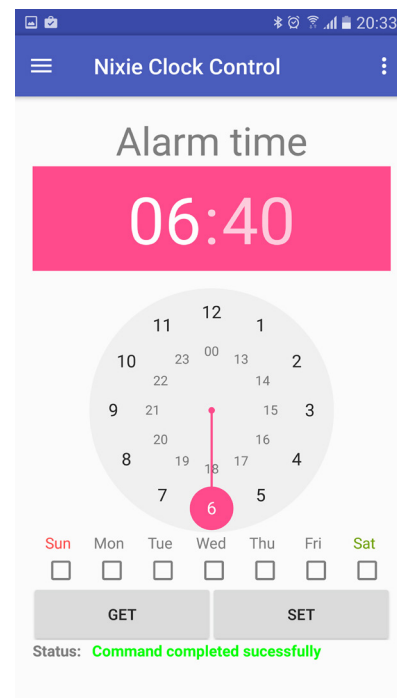 20:33
Nixie Clock Control
Alarm time
06:40
12
11 1
00
23 13
10 2
22 14
9 21 15 3
20 16
8 4
19 17
18
7 5
6
Sun Mon Tue Wed Thu Fri Sat
GET SET
Status: Command completed sucessfully